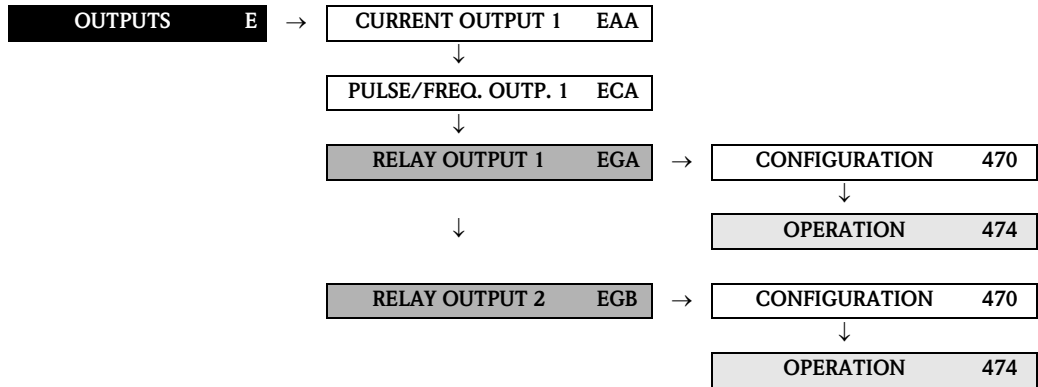 OUTPUTS E → CURRENT OUTPUT 1 EAA
↓
PULSE/FREQ. OUTP. 1 ECA
↓
RELAY OUTPUT 1 EGA → CONFIGURATION 470
↓
↓ OPERATION 474
RELAY OUTPUT 2 EGB → CONFIGURATION 470
↓
OPERATION 474